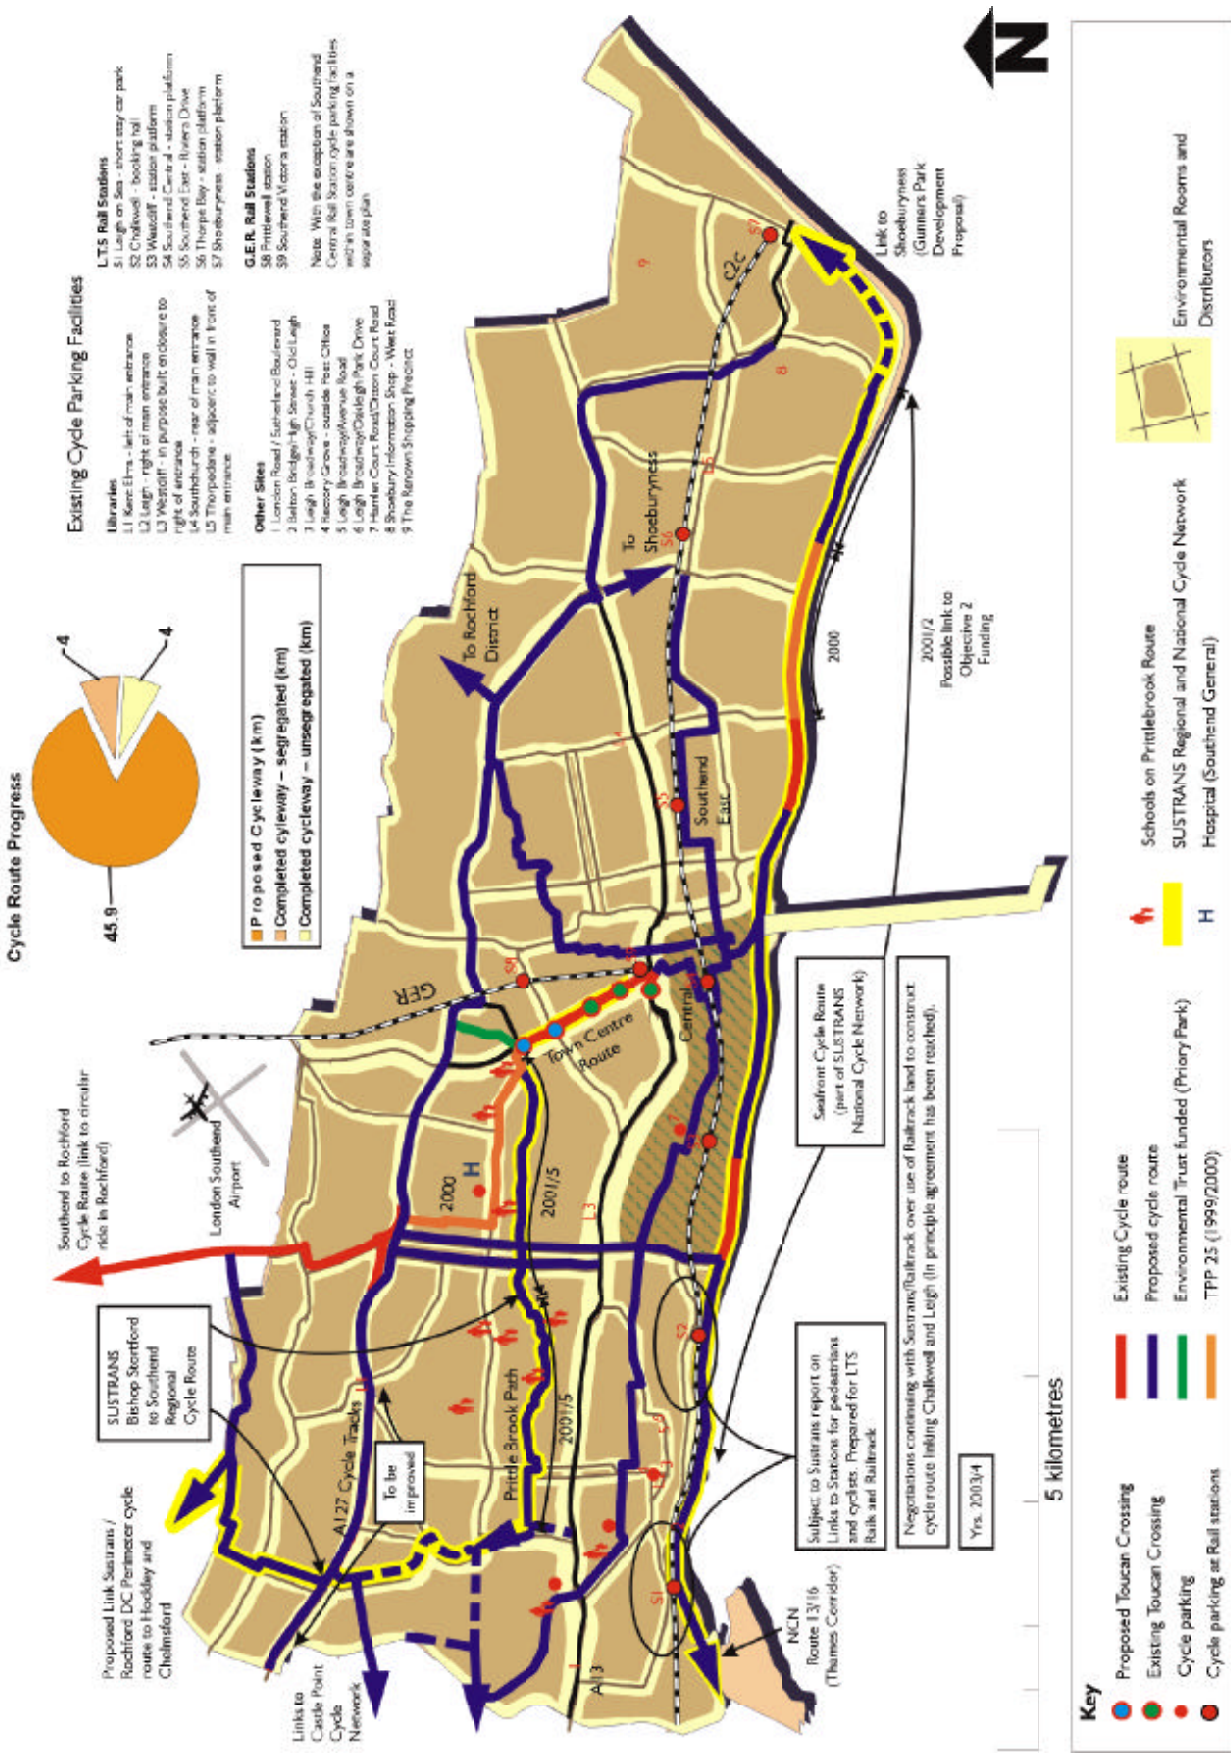 Cycle Route Progress
45.9
4
4
Proposed Cycleway (km)
Completed cyleway – segregated (km)
Completed cycleway – unsegregated (km)
Existing Cycle Parking Facilities
Libraries
L1 Kent Elms - left of main entrance
L2 Leigh - right of main entrance
L3 Westcliff - in purpose built enclosure to
right of entrance
L4 Southchurch - rear of main entrance
L5 Thorpedene - adjacent to wall in front of
main entrance
Other Sites
1 London Road / Sutherland Boulevard
2 Belton Bridge/High Street - Old Leigh
3 Leigh Broadway/Church Hill
4 Rectory Grove - outside Post Office
5 Leigh Broadway/Avenue Road
6 Leigh Broadway/Oakleigh Park Drive
7 Hamlet Court Road/Ditton Court Road
8 Shoebury Information Shop - West Road
9 The Renown Shopping Precinct
L.T.S Rail Stations
S1 Leigh on Sea - short stay car park
S2 Chalkwell - booking hall
S3 Westcliff - station platform
S4 Southend Central - station platform
S5 Southend East - Riviera Drive
S6 Thorpe Bay - station platform
S7 Shoeburyness - station platform
G.E.R. Rail Stations
S8 Prittlewell station
S9 Southend Victoria station
Note With the exception of Southend
Central Rail Station cycle parking facilities
within town centre are shown on a
separate plan
N
Southend to Rochford
Cycle Route (link to circular
ride in Rochford)
London Southend
Airport
SUSTRANS
Bishop Stortford
to Southend
Regional
Cycle Route
Proposed Link Sustrans /
Rochford DC Perimeter cycle
route to Hockley and
Chelmsford
Links to
Castle Point
Cycle
Network
A127 Cycle Tracks
To be
improved
Prittle Brook Path
2001/5
2001/5
2000
H
GER
Town Centre
Route
Central
Southend
East
To Rochford
District
To
Shoeburyness
c2c
A13
L3
L4
L5
S1
S2
S5
S6
S7
S8
8
9
Link to
Shoeburyness
(Gunners Park
Development
Proposal)
2000
2001/2
Possible link to
Objective 2
Funding
Seafront Cycle Route
(part of SUSTRANS
National Cycle Network)
Negotiations continuing with Sustrans/Railtrack over use of Railtrack land to construct
cycle route linking Chalkwell and Leigh (In principle agreement has been reached).
Subject to Sustrans report on
Links to Stations for pedestrians
and cyclists. Prepared for LTS
Rails and Railtrack
Yrs. 2003/4
NCN
Route 13/16
(Thames Corridor)
5 kilometres
Key
Proposed Toucan Crossing
Existing Toucan Crossing
Cycle parking
Cycle parking at Rail stations
Existing Cycle route
Proposed cycle route
Environmental Trust funded (Priory Park)
TPP 25 (1999/2000)
Schools on Prittlebrook Route
SUSTRANS Regional and National Cycle Network
H
Hospital (Southend General)
Environmental Rooms and
Distributors